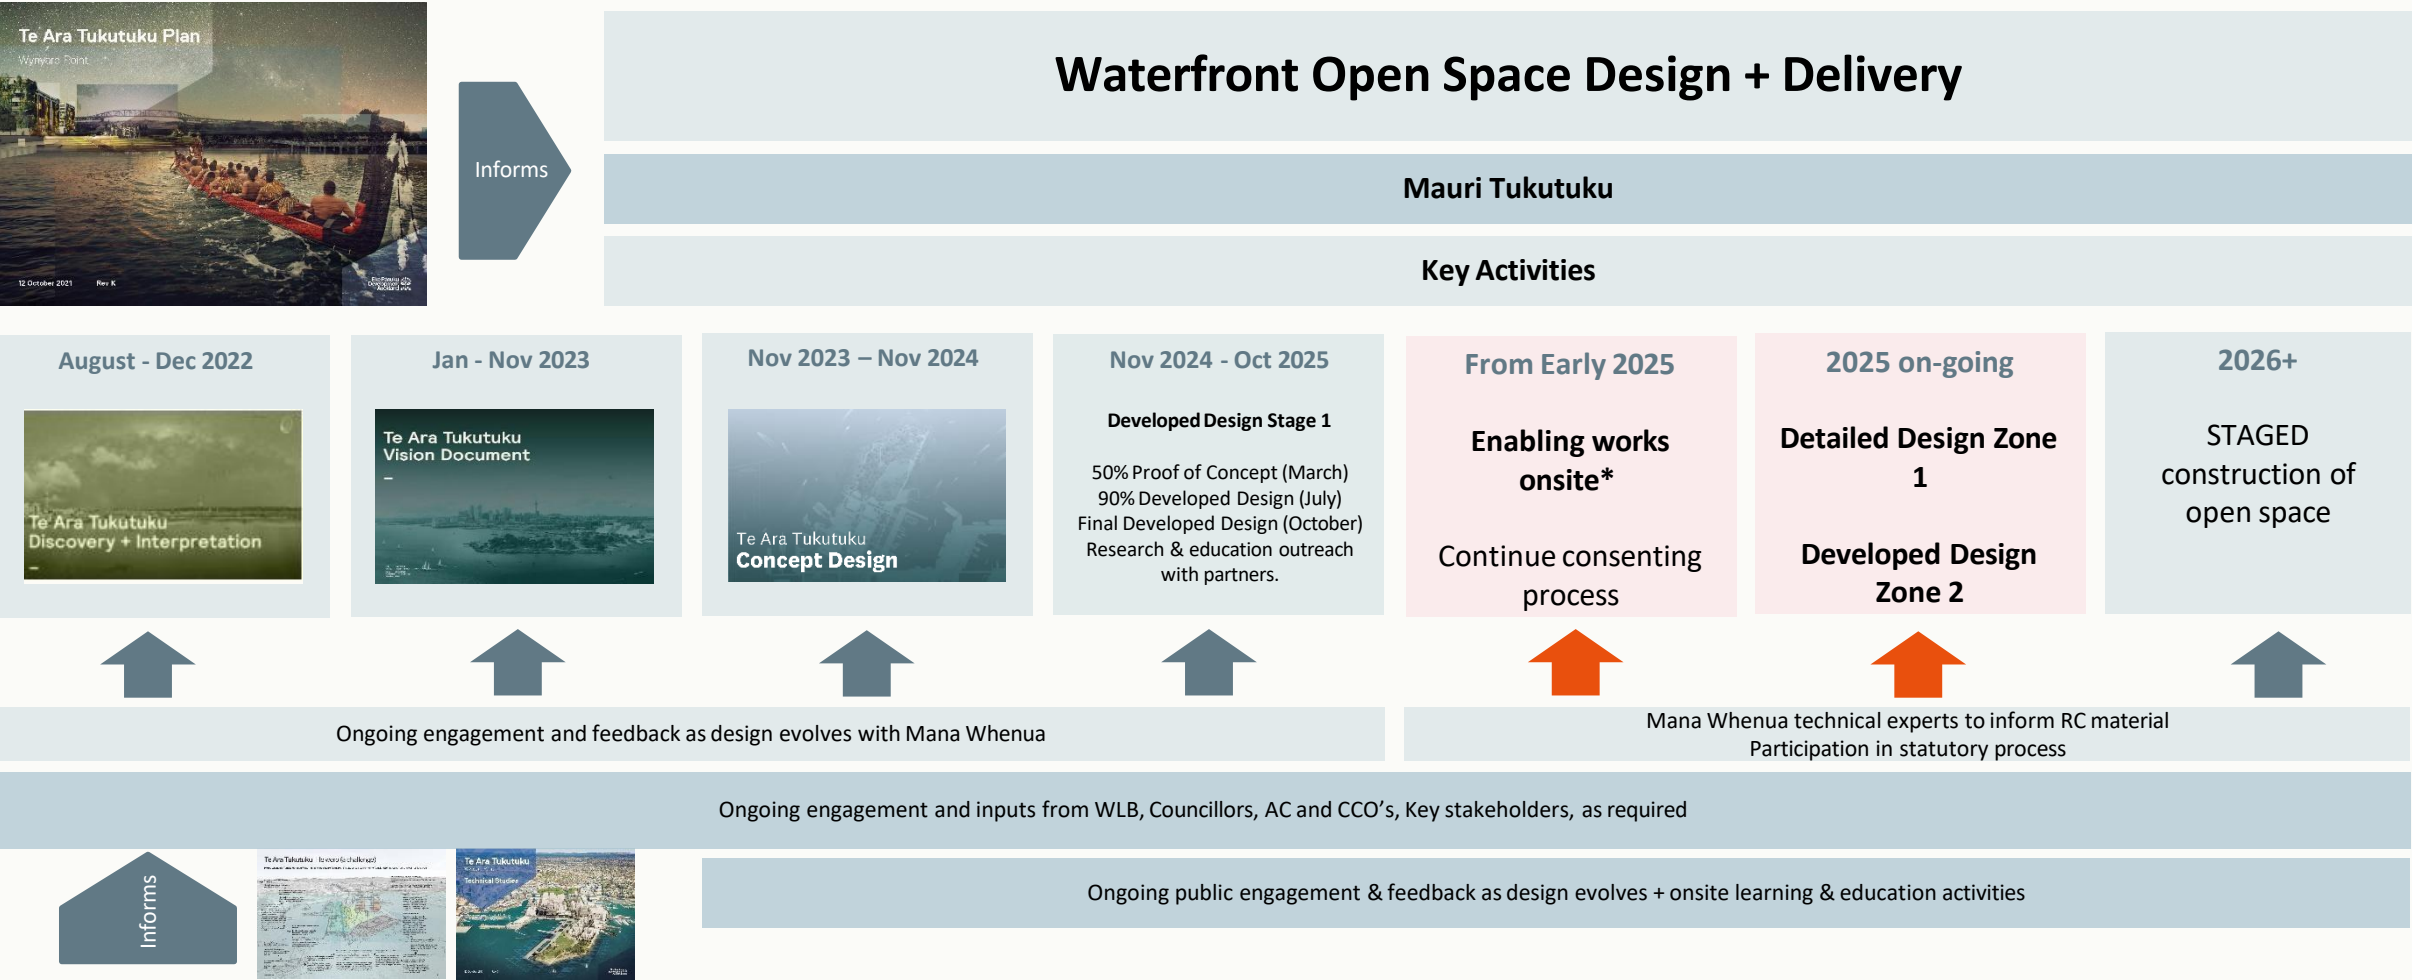 Te Ara Tukutuku Plan
Wynyard Point
12 October 2021 Rev K
Informs
Waterfront Open Space Design + Delivery
Mauri Tukutuku
Key Activities
August - Dec 2022
Te Ara Tukutuku
Discovery + Interpretation
Jan - Nov 2023
Te Ara Tukutuku
Vision Document
Nov 2023 – Nov 2024
Te Ara Tukutuku
Concept Design
Nov 2024 - Oct 2025
Developed Design Stage 1
50% Proof of Concept (March)
90% Developed Design (July)
Final Developed Design (October)
Research & education outreach
with partners.
From Early 2025
Enabling works
onsite*
Continue consenting
process
2025 on-going
Detailed Design Zone
1
Developed Design
Zone 2
2026+
STAGED
construction of
open space
Ongoing engagement and feedback as design evolves with Mana Whenua
Mana Whenua technical experts to inform RC material
Participation in statutory process
Ongoing engagement and inputs from WLB, Councillors, AC and CCO’s, Key stakeholders, as required
Informs
Te Ara Tukutuku
Te Ara Tukutuku
Technical Studies
Ongoing public engagement & feedback as design evolves + onsite learning & education activities